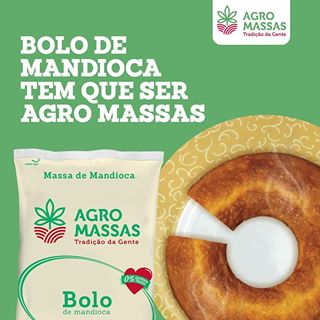 AGRO
MASSAS
Tradição da Gente
BOLO DE
MANDIOCA
TEM QUE SER
AGRO MASSAS
Massa de Mandioca
AGRO
MASSAS
Tradição da Gente
0%
Bolo
de mandioca